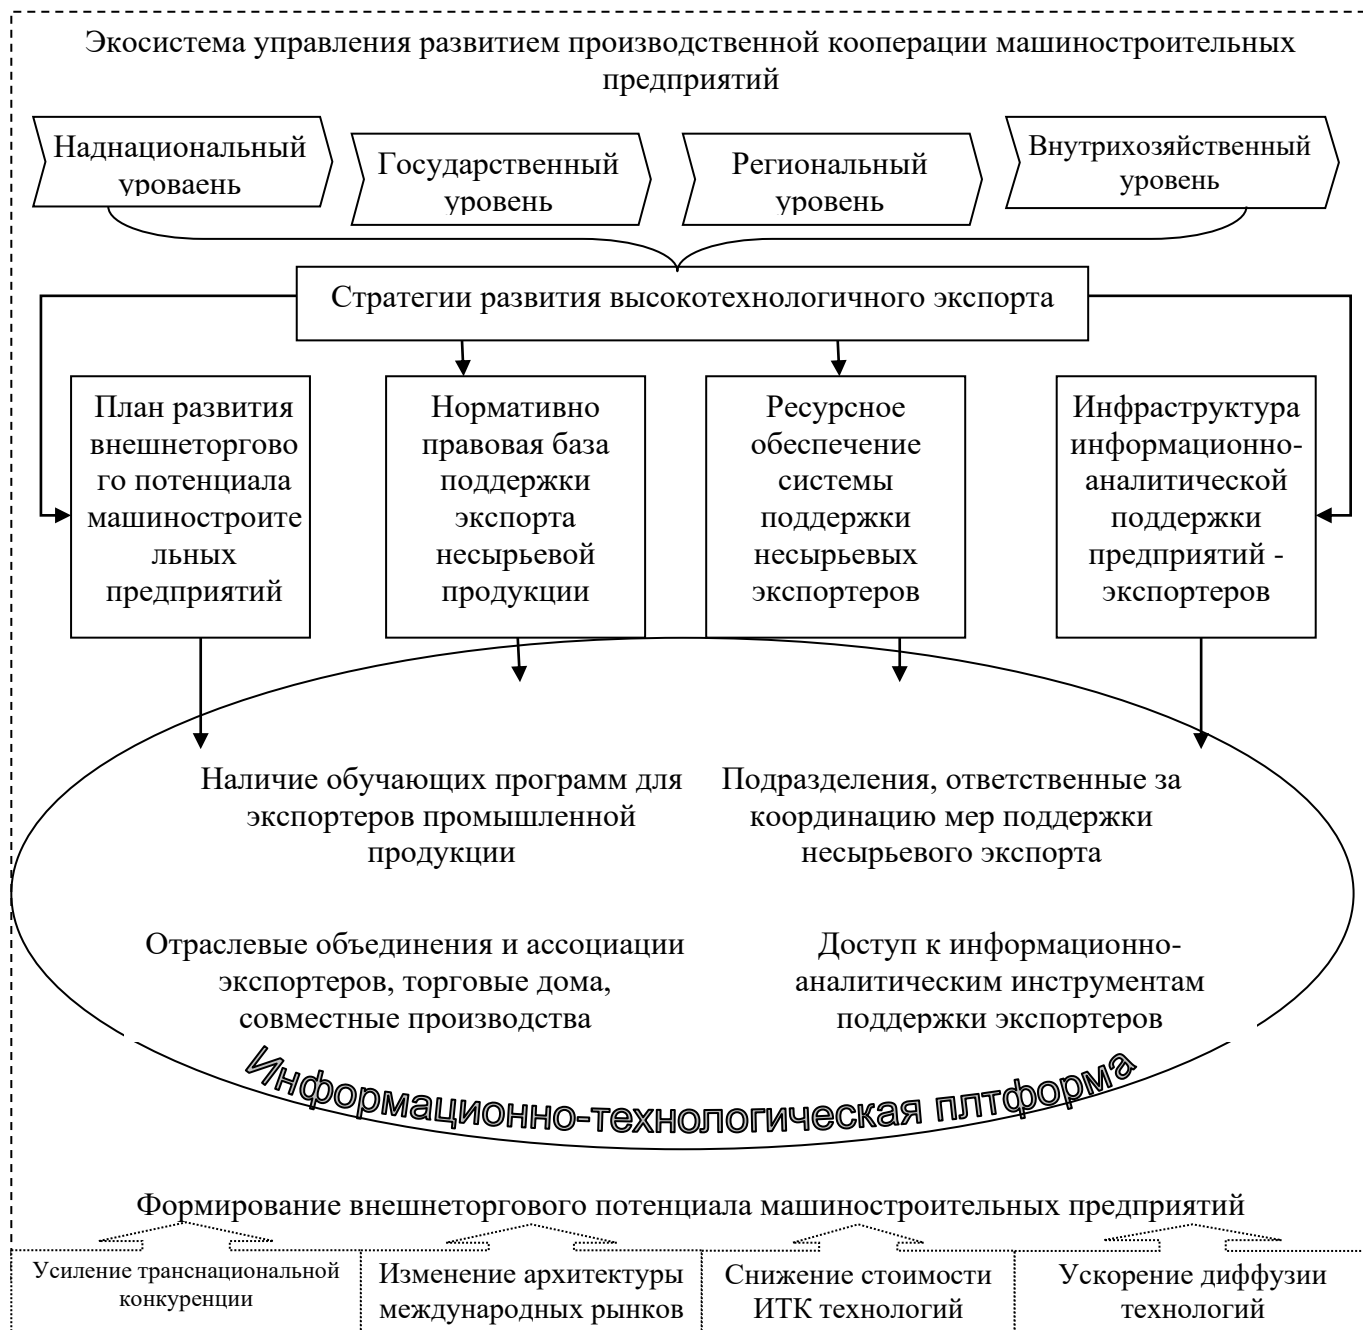 Экосистема управления развитием производственной кооперации машиностроительных
предприятий
Наднациональный
уроваень
Государственный
уровень
Региональный
уровень
Внутрихозяйственный
уровень
Стратегии развития высокотехнологичного экспорта
План развития
внешнеторгово
го потенциала
машиностроите
льных
предприятий
Нормативно
правовая база
поддержки
экспорта
несырьевой
продукции
Ресурсное
обеспечение
системы
поддержки
несырьевых
экспортеров
Инфраструктура
информационно-
аналитической
поддержки
предприятий -
экспортеров
Наличие обучающих программ для
экспортеров промышленной
продукции
Подразделения, ответственные за
координацию мер поддержки
несырьевого экспорта
Отраслевые объединения и ассоциации
экспортеров, торговые дома,
совместные производства
Доступ к информационно-
аналитическим инструментам
поддержки экспортеров
Информационно-технологическая плтформа
Формирование внешнеторгового потенциала машиностроительных предприятий
Усиление транснациональной
конкуренции
Изменение архитектуры
международных рынков
Снижение стоимости
ИТК технологий
Ускорение диффузии
технологий